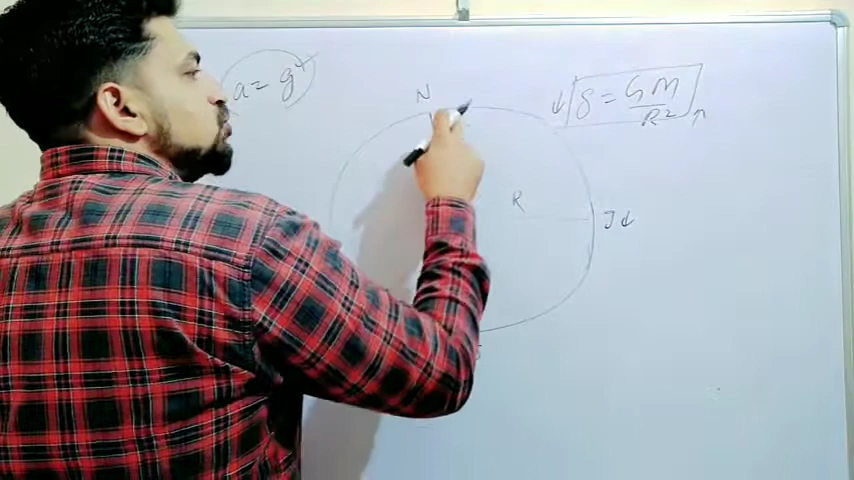 a = g
N
↓ g = GM
R² ↑
R
g ↓